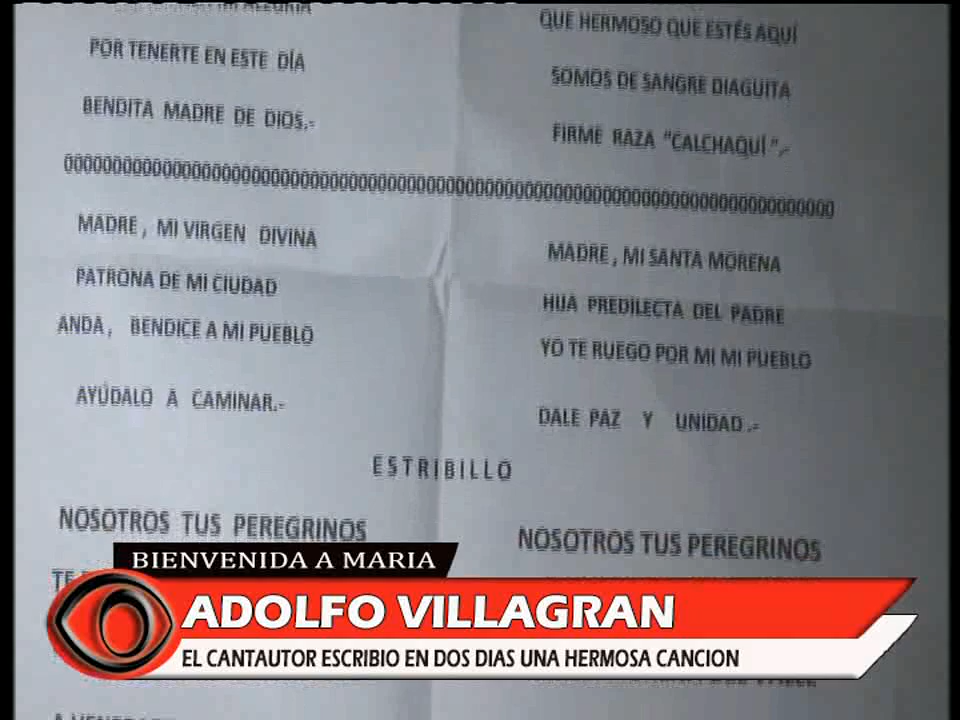 MI ALEGRIA
POR TENERTE EN ESTE DÍA
BENDITA MADRE DE DIOS.-
QUE HERMOSO QUE ESTÉS AQUÍ
SOMOS DE SANGRE DIAGUITA
FIRME RAZA "CALCHAQUÍ".-
MADRE, MI VIRGEN DIVINA
PATRONA DE MI CIUDAD
ANDA, BENDICE A MI PUEBLO
AYÚDALO A CAMINAR.-
MADRE, MI SANTA MORENA
HIJA PREDILECTA DEL PADRE
YO TE RUEGO POR MI MI PUEBLO
DALE PAZ Y UNIDAD.-
ESTRIBILLO
NOSOTROS TUS PEREGRINOS
NOSOTROS TUS PEREGRINOS
BIENVENIDA A MARIA
ADOLFO VILLAGRAN
EL CANTAUTOR ESCRIBIO EN DOS DIAS UNA HERMOSA CANCION